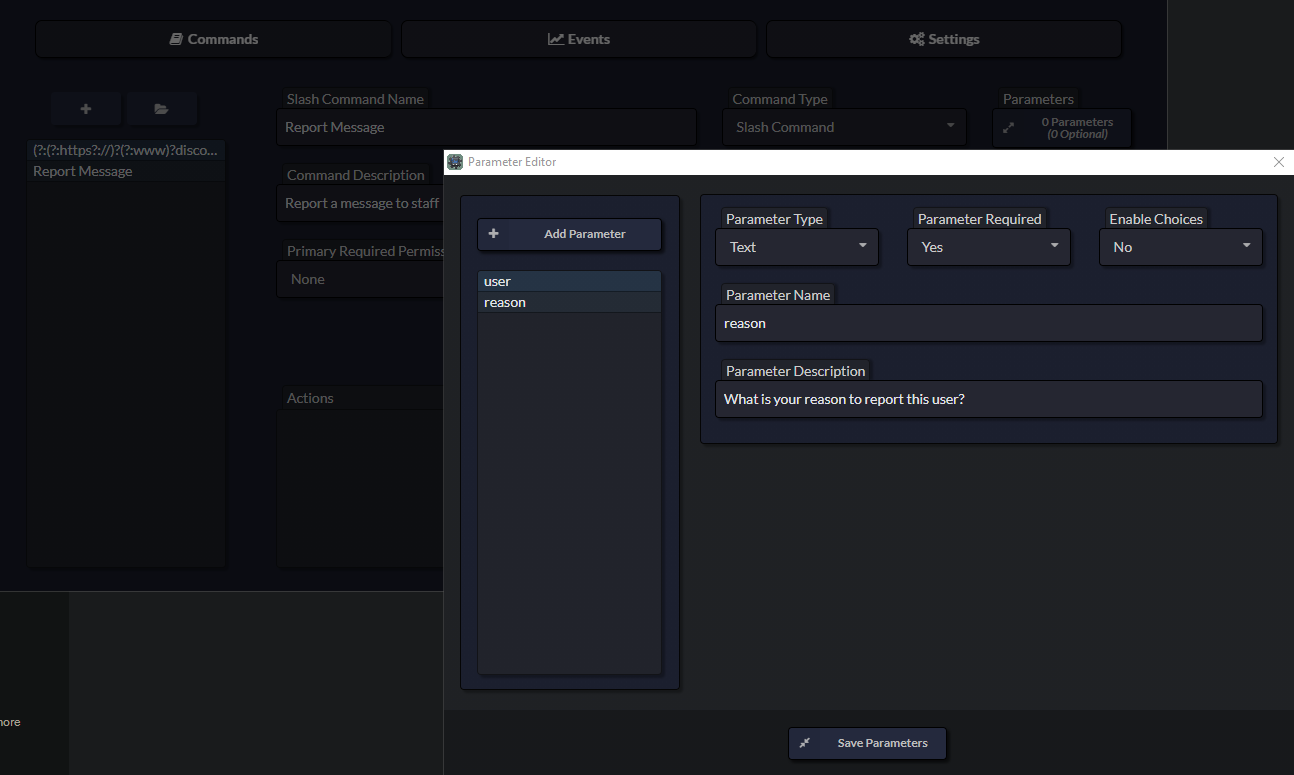 Commands
Events
Settings
Slash Command Name
Report Message
Command Type
Slash Command
Parameters
0 Parameters
(0 Optional)
(?:(?:https?://)?(?:www)?disco...
Report Message
Command Description
Report a message to staff
Primary Required Permiss
None
Actions
Parameter Editor
Add Parameter
user
reason
Parameter Type
Text
Parameter Required
Yes
Enable Choices
No
Parameter Name
reason
Parameter Description
What is your reason to report this user?
Save Parameters
more